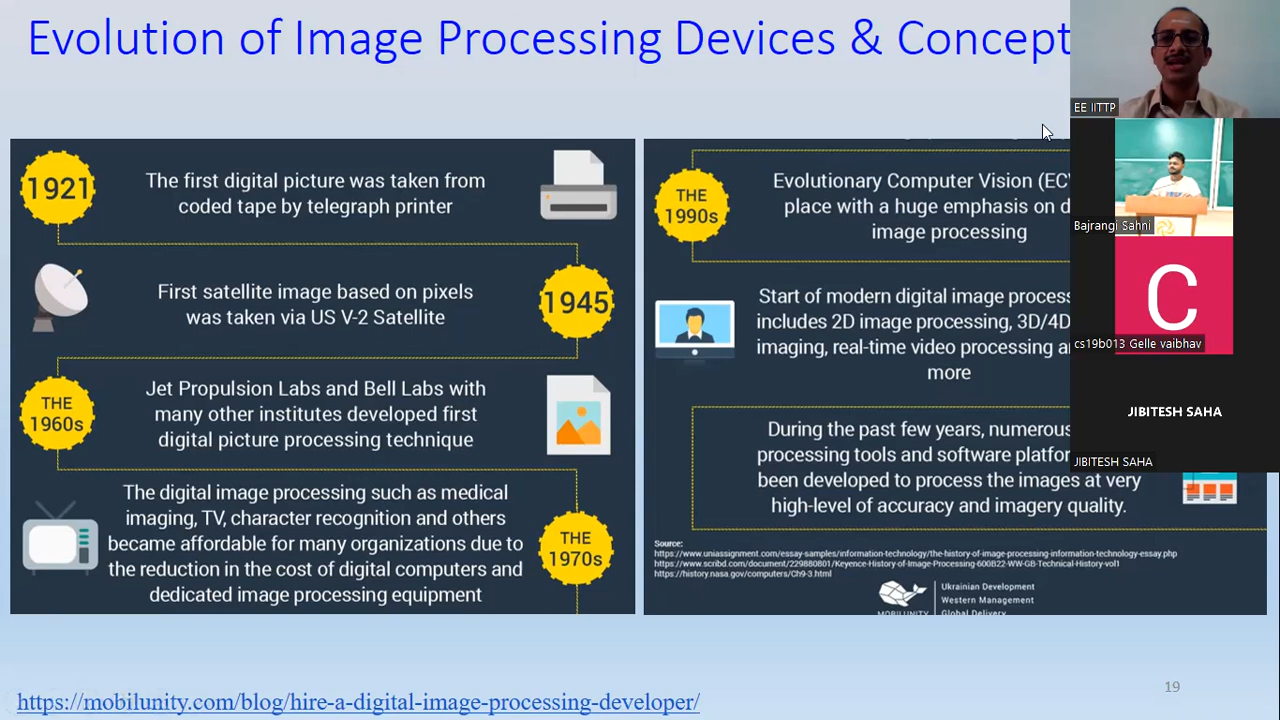 Evolution of Image Processing Devices & Concept
1921
The first digital picture was taken from
coded tape by telegraph printer
First satellite image based on pixels
was taken via US V-2 Satellite
1945
THE
1960s
Jet Propulsion Labs and Bell Labs with
many other institutes developed first
digital picture processing technique
The digital image processing such as medical
imaging, TV, character recognition and others
became affordable for many organizations due to
the reduction in the cost of digital computers and
dedicated image processing equipment
THE
1970s
THE
1990s
Evolutionary Computer Vision
place with a huge emphasis on
image processing
Start of modern digital image
includes 2D image processing, 3D/4D
imaging, real-time video processing
more
During the past few years, numerous
processing tools and software
been developed to process the images at very
high-level of accuracy and imagery quality.
Source:
https://www.uniassignment.com/essay-samples/information-technology/the-history-of-image-processing-information-technology-essay.php
https://www.scribd.com/document/229880801/Keyence-History-of-Image-Processing-600B22-WW-GB-Technical-History-vol1
https://history.nasa.gov/computers/Ch9-3.html
MOBILUNITY
Ukrainian Development
Western Management
Global Delivery
https://mobilunity.com/blog/hire-a-digital-image-processing-developer/
19
EE IITTP
Bajrangi Sahni
C
cs19b013 Gelle vaibhav
JIBITESH SAHA
JIBITESH SAHA